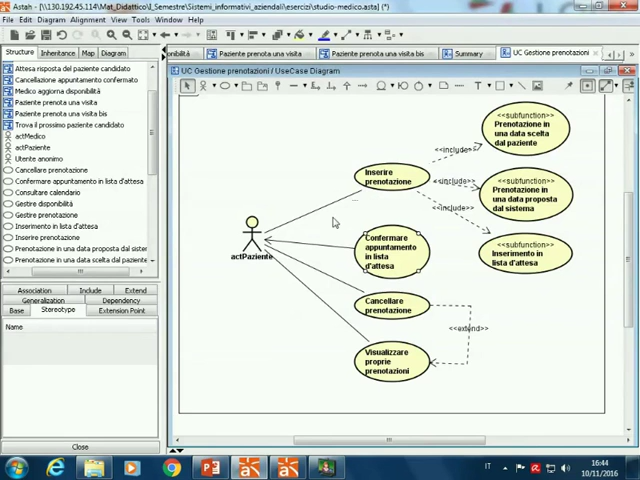 Astah - [\\130.192.45.114\Mat_Didattico\I_Semestre\Sistemi_informativi_aziendali\esercizi\studio-medico.asta] (*)
File Edit Diagram Alignment View Tools Window Help
Structure Inheritance Map Diagram
Paziente prenota una visita Paziente prenota una visita bis Summary UC Gestione prenotazioni
UC Gestione prenotazioni / UseCase Diagram
Attesa risposta del paziente candidato
Cancellazione appuntamento confermato
Medico aggiorna disponibilità
Paziente prenota una visita
Paziente prenota una visita bis
Trova il prossimo paziente candidato
actMedico
actPaziente
Utente anonimo
Cancellare prenotazione
Confermare appuntamento in lista d'attesa
Consultare calendario
Gestire disponibilità
Gestire prenotazione
Inserimento in lista d'attesa
Inserire prenotazione
Prenotazione in una data proposta da
Prenotazione in una data scelta dal pazient
Association Include Extend
Generalization Dependency
Base Stereotype Extension Point
Name
Close
actPaziente
Inserire
prenotazione
Confermare
appuntamento
in lista
d'attesa
Cancellare
prenotazione
Visualizzare
proprie
prenotazioni
<<include>>
<<include>>
<<include>>
<<extend>>
<<subfunction>>
Prenotazione in
una data scelta
dal paziente
<<subfunction>>
Prenotazione in
una data proposta
dal sistema
<<subfunction>>
Inserimento in
lista d'attesa
IT
16:44
10/11/2016